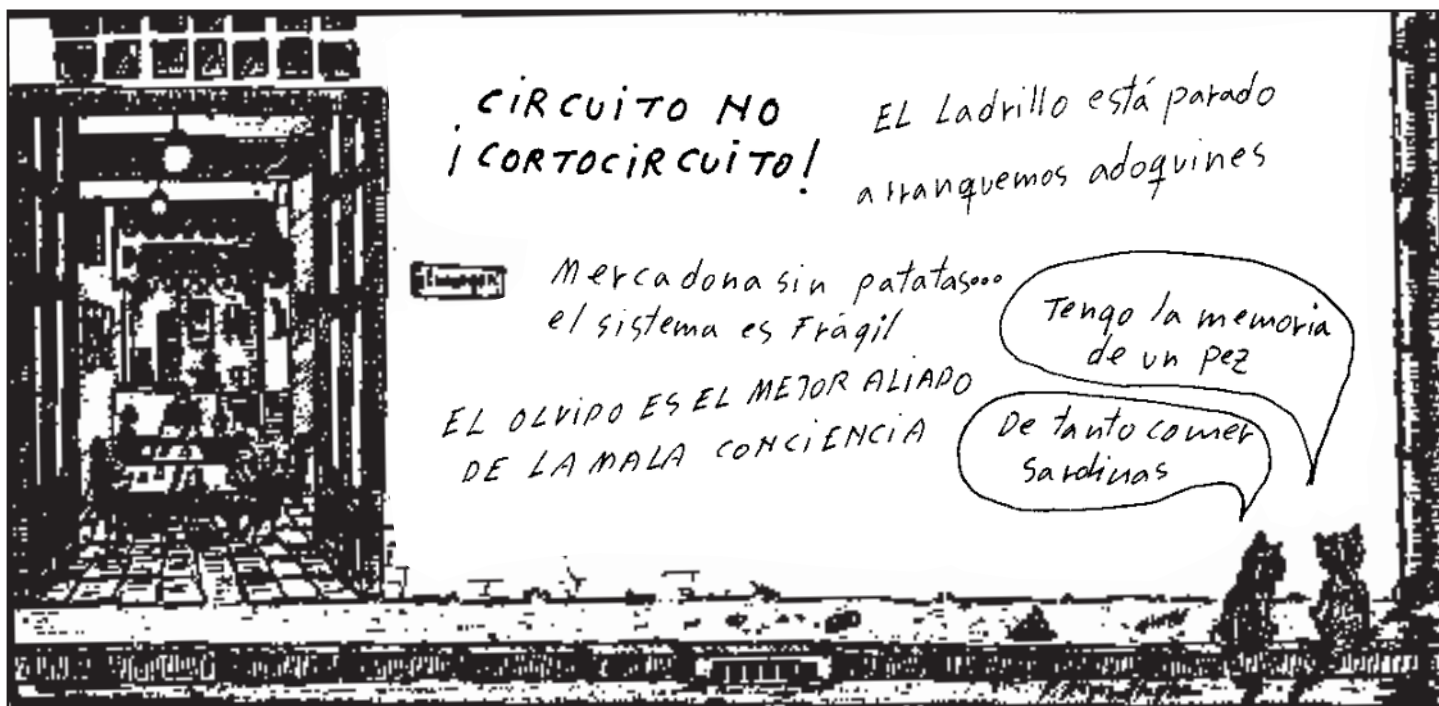 CIRCUITO NO
¡CORTOCIRCUITO!
EL Ladrillo está parado
arranquemos adoquines
Mercadona sin patatas...
el sistema es Frágil
EL OLVIDO ES EL MEJOR ALIADO
DE LA MALA CONCIENCIA
Tengo la memoria
de un pez
De tanto comer
sardinas